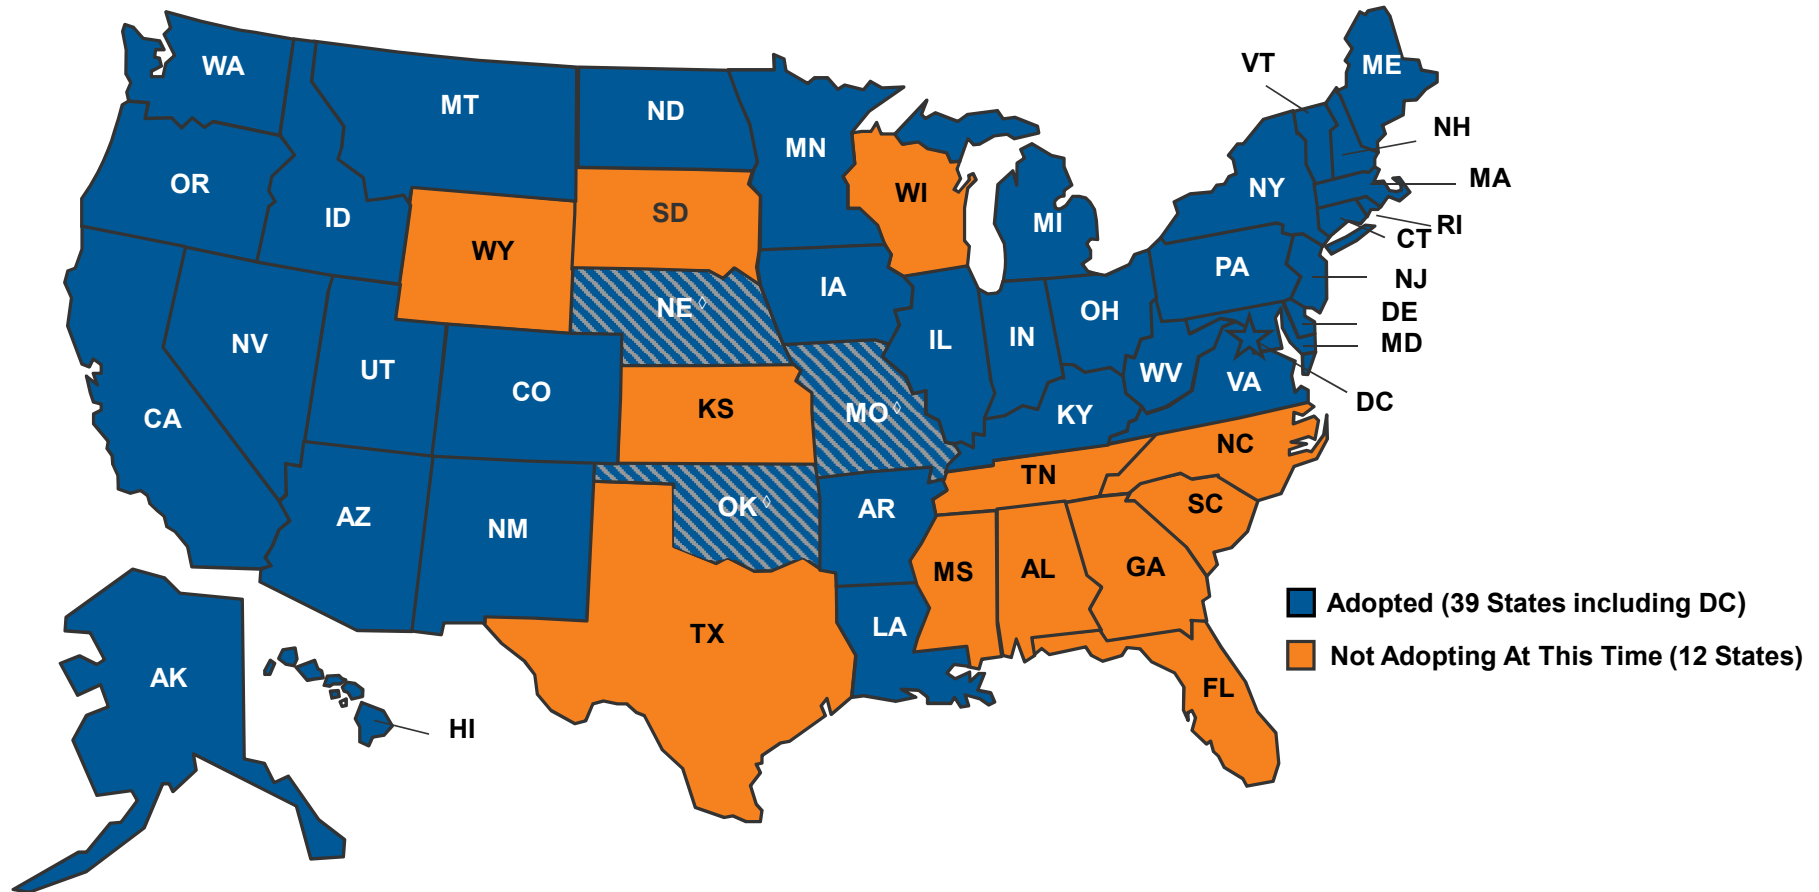 WA
MT
ND
MN
VT
ME
NH
OR
ID
WY
SD
WI
MI
NY
MA
RI
CT
NV
UT
CO
NE ◊
IA
IL
IN
OH
PA
NJ
DE
MD
CA
KS
MO ◊
KY
WV
VA
DC
AZ
NM
OK ◊
AR
TN
NC
SC
MS
AL
GA
TX
LA
FL
AK
HI
Adopted (39 States including DC)
Not Adopting At This Time (12 States)